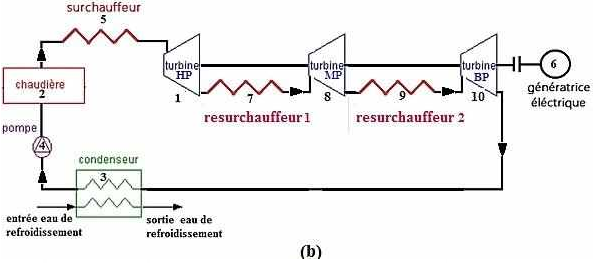 surchauffeur
5
turbine
HP
1
turbine
MP
8
turbine
BP
10
6
génératrice
éléctrique
chaudière
2
7
9
resurchauffeur 1
resurchauffeur 2
pompe
4
condenseur
3
entrée eau de
refroidissement
sortie eau de
refroidissement
(b)